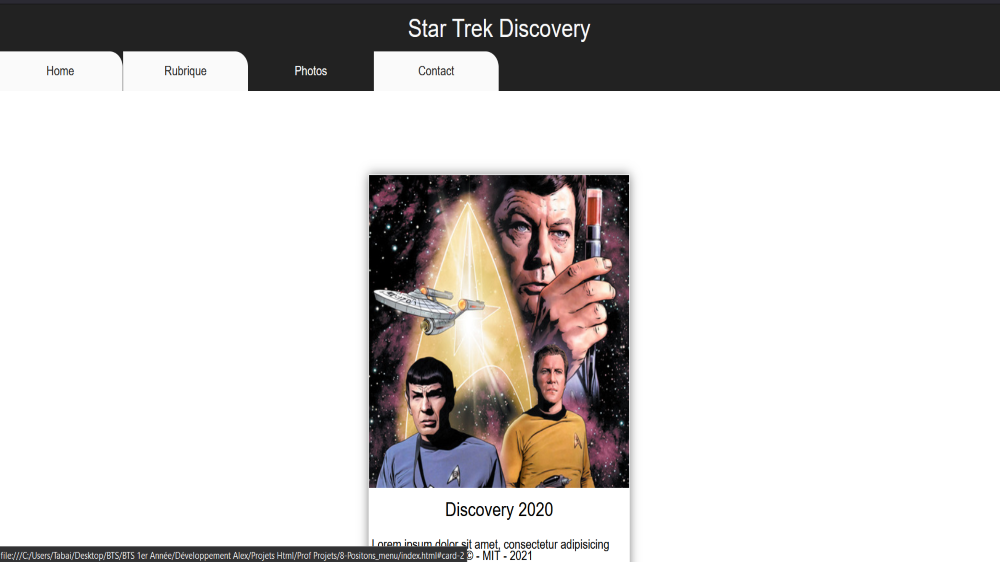 Star Trek Discovery
Home
Rubrique
Photos
Contact
Discovery 2020
Lorem ipsum dolor sit amet, consectetur adipisicing
© - MIT - 2021
file:///C:/Users/Tabai/Desktop/BTS/BTS 1er Année/Développement Alex/Projets Html/Prof Projets/8-Positons_menu/index.html#card-2